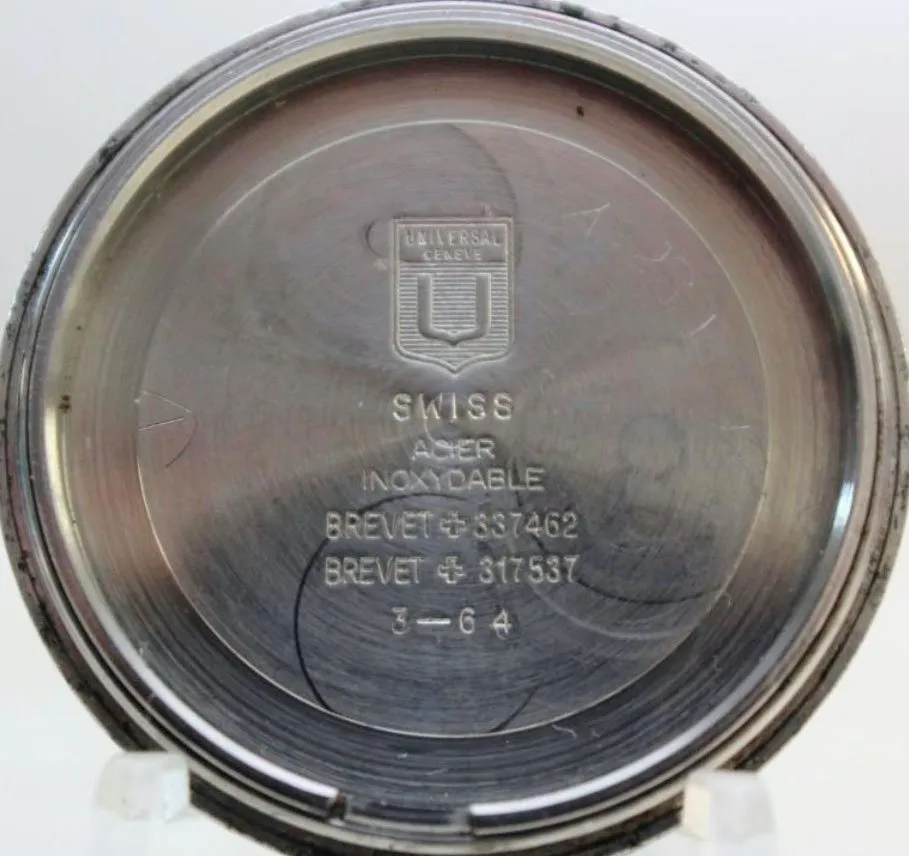 UNIVERSAL
GENEVE
U
SWISS
ACIER
INOXYDABLE
BREVET ✚ 337462
BREVET ✚ 317537
3-64